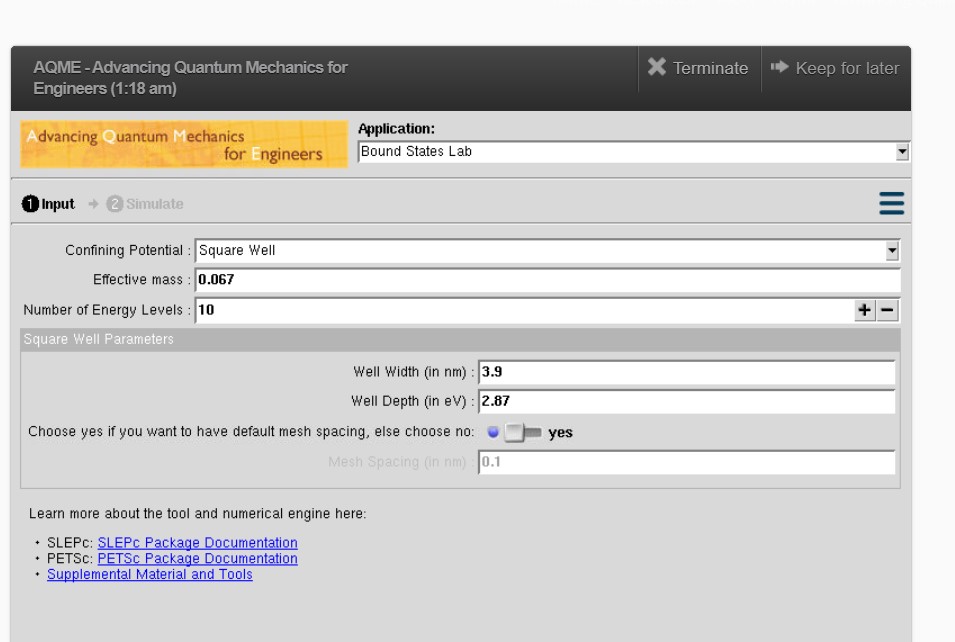 AQME - Advancing Quantum Mechanics for
Engineers (1:18 am)
Terminate
Keep for later
Advancing Quantum Mechanics
for Engineers
Application:
Bound States Lab
1 Input → 2 Simulate
Confining Potential : Square Well
Effective mass : 0.067
Number of Energy Levels : 10
Square Well Parameters
Well Width (in nm) : 3.9
Well Depth (in eV) : 2.87
Choose yes if you want to have default mesh spacing, else choose no: yes
Mesh Spacing (in nm) : 0.1
Learn more about the tool and numerical engine here:
• SLEPc: SLEPc Package Documentation
• PETSc: PETSc Package Documentation
• Supplemental Material and Tools